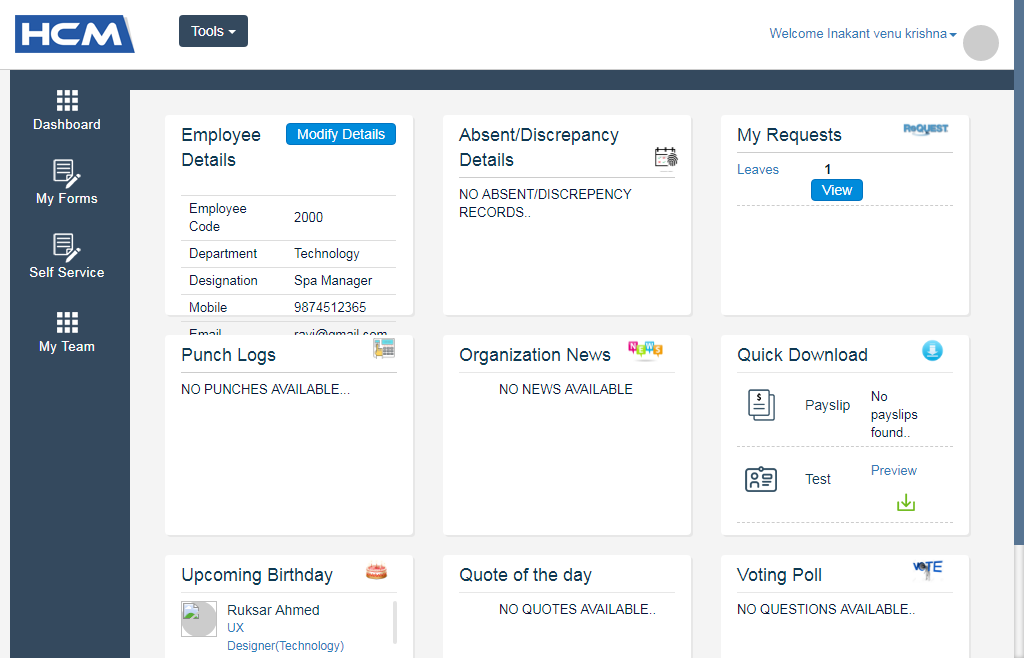 HCM
Tools
Welcome Inakant venu krishna
Dashboard
My Forms
Self Service
My Team
Employee
Details
Modify Details
Employee
Code
2000
Department Technology
Designation Spa Manager
Mobile 9874512365
Email ravi@gmail.com
Absent/Discrepancy
Details
NO ABSENT/DISCREPENCY
RECORDS..
My Requests
ReQUEST
Leaves 1
View
Punch Logs
NO PUNCHES AVAILABLE...
Organization News
NEWS
NO NEWS AVAILABLE
Quick Download
$
Payslip
No
payslips
found..
Test
Preview
Upcoming Birthday
Ruksar Ahmed
UX
Designer(Technology)
Quote of the day
NO QUOTES AVAILABLE..
Voting Poll
VOTE
NO QUESTIONS AVAILABLE..